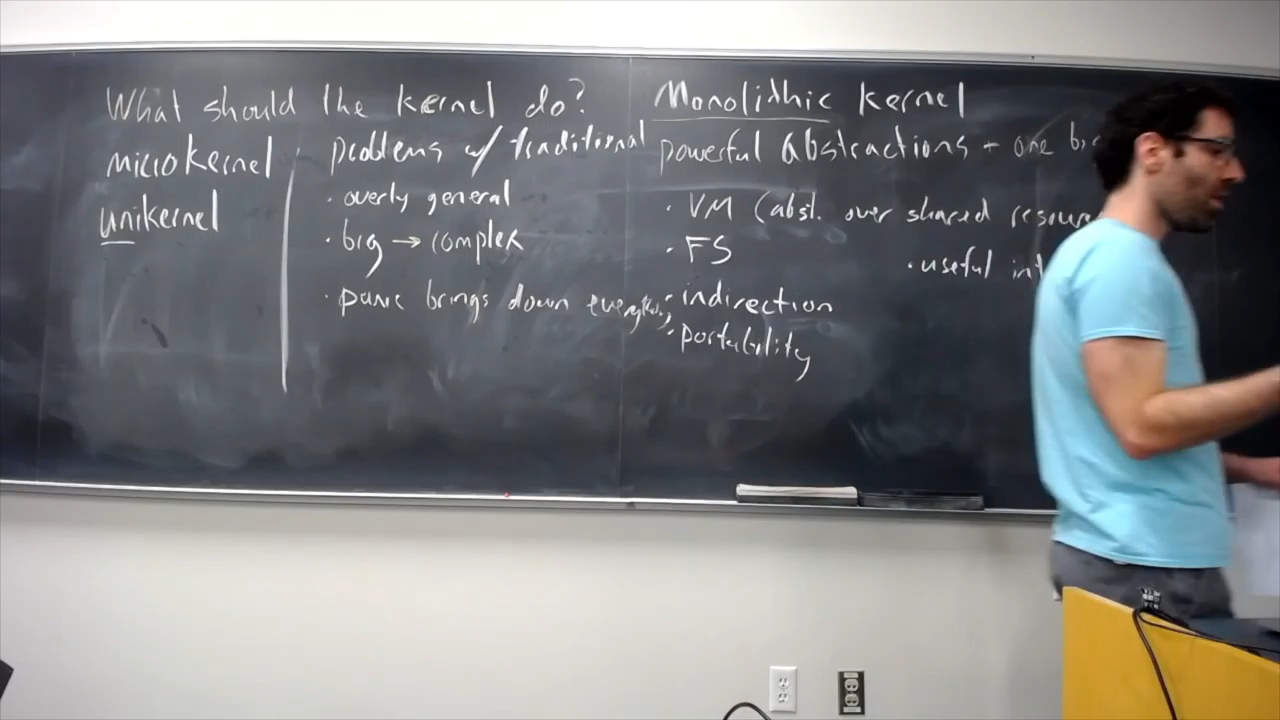 What should the kernel do?
microkernel
unikernel
problems w/ traditional
· overly general
· big → complex
· panic brings down everything
Monolithic kernel
powerful abstractions + one
· VM (abst. over shared
· FS
· useful
· indirection
· portability